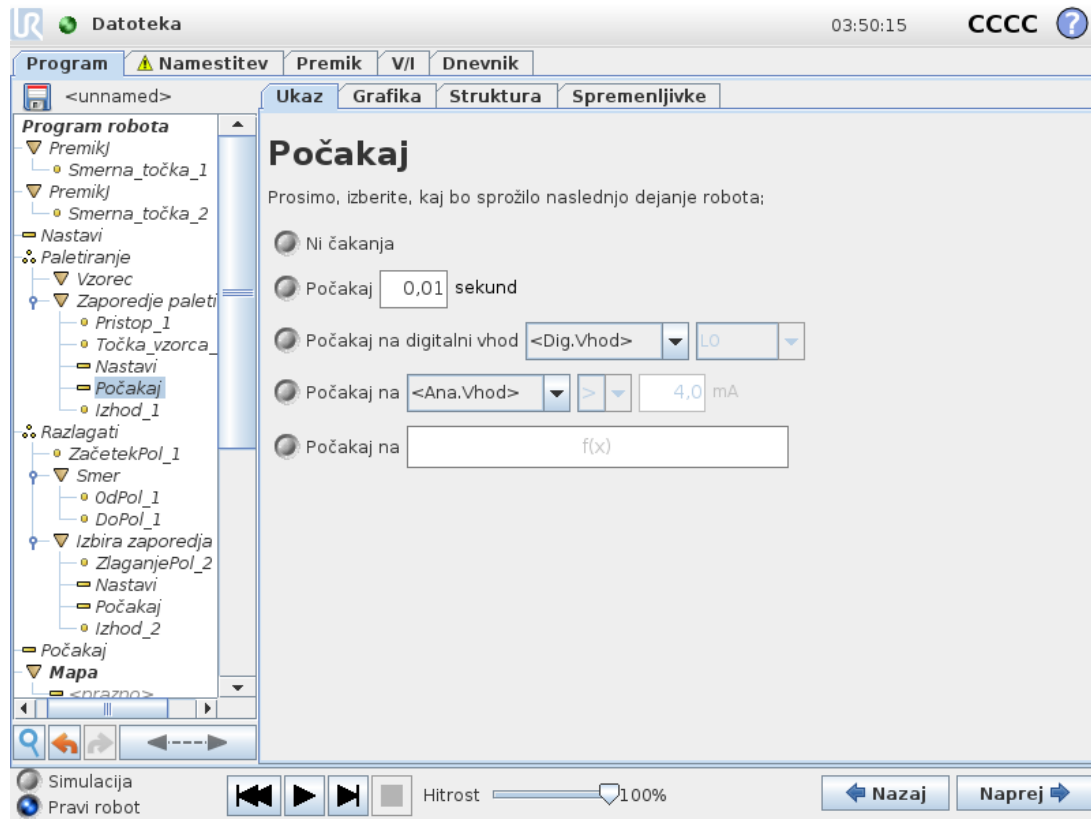 UR Datoteka 03:50:15 CCCC ?
Program Namestitev Premik V/I Dnevnik
<unnamed> Ukaz Grafika Struktura Spremenljivke
Program robota
PremikJ
Smerna_točka_1
PremikJ
Smerna_točka_2
Nastavi
Paletiranje
Vzorec
Zaporedje paleti
Pristop_1
Točka_vzorca_
Nastavi
Počakaj
Izhod_1
Razlagati
ZačetekPol_1
Smer
OdPol_1
DoPol_1
Izbira zaporedja
ZlaganjePol_2
Nastavi
Počakaj
Izhod_2
Počakaj
Mapa
<prazno>
Počakaj
Prosimo, izberite, kaj bo sprožilo naslednjo dejanje robota;
Ni čakanja
Počakaj 0,01 sekund
Počakaj na digitalni vhod <Dig.Vhod> LO
Počakaj na <Ana.Vhod> > 4,0 mA
Počakaj na f(x)
Simulacija
Pravi robot
Hitrost 100%
Nazaj Naprej